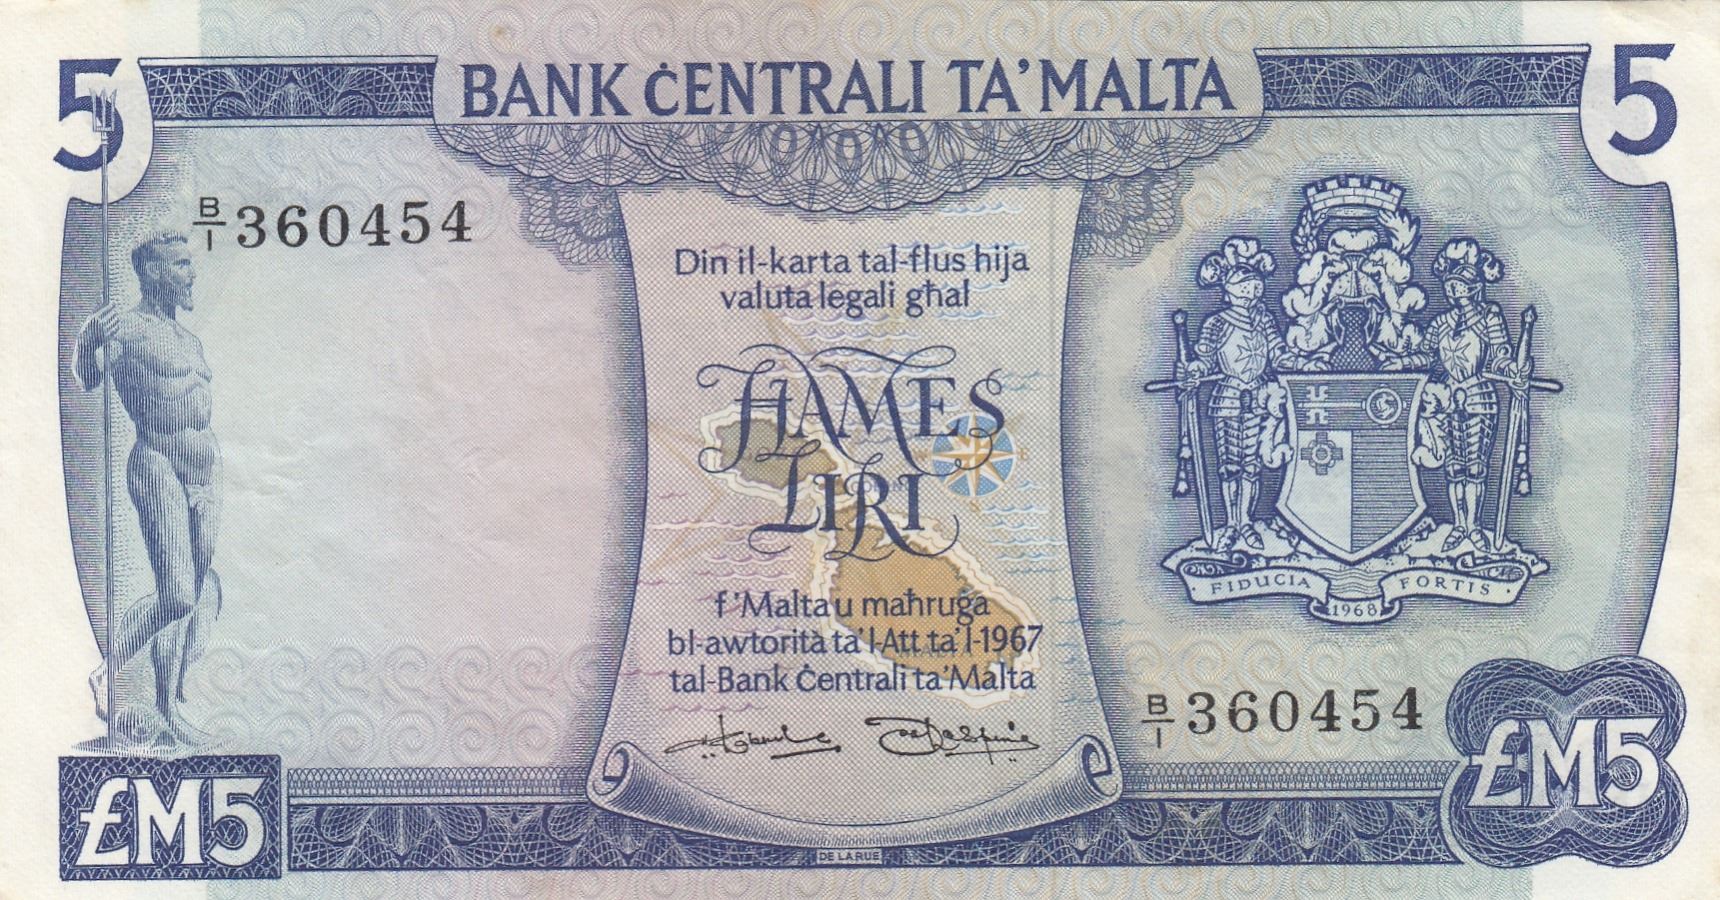 5
BANK ĊENTRALI TA' MALTA
5
B/1 360454
Din il-karta tal-flus hija
valuta legali għal
ĦAMES
LIRI
f'Malta u maħruġa
bl-awtorità ta' l-Att ta' l-1967
tal-Bank Ċentrali ta' Malta
FIDUCIA FORTIS
1968
B/1 360454
£M5
£M5
DE LA RUE